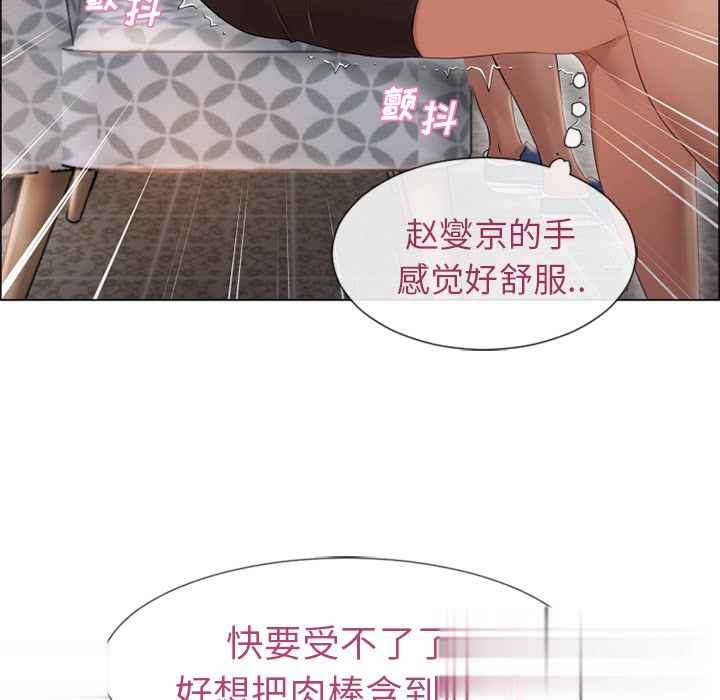 颤抖
颤抖
赵燮京的手
感觉好舒服..
快要受不了了
好想把肉棒含到